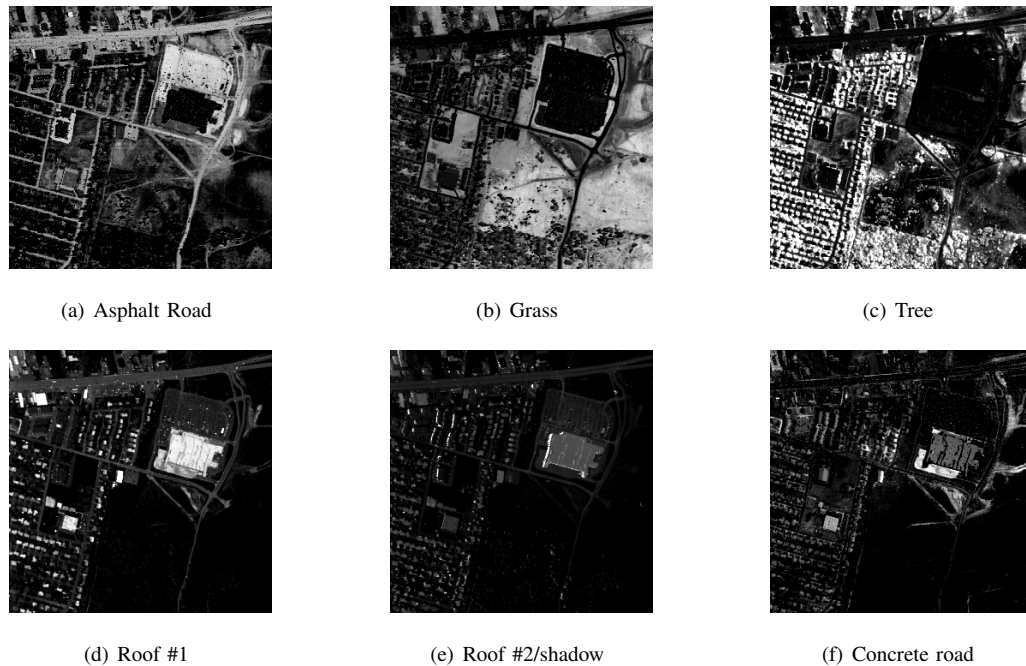 (a) Asphalt Road
(b) Grass
(c) Tree
(d) Roof #1
(e) Roof #2/shadow
(f) Concrete road